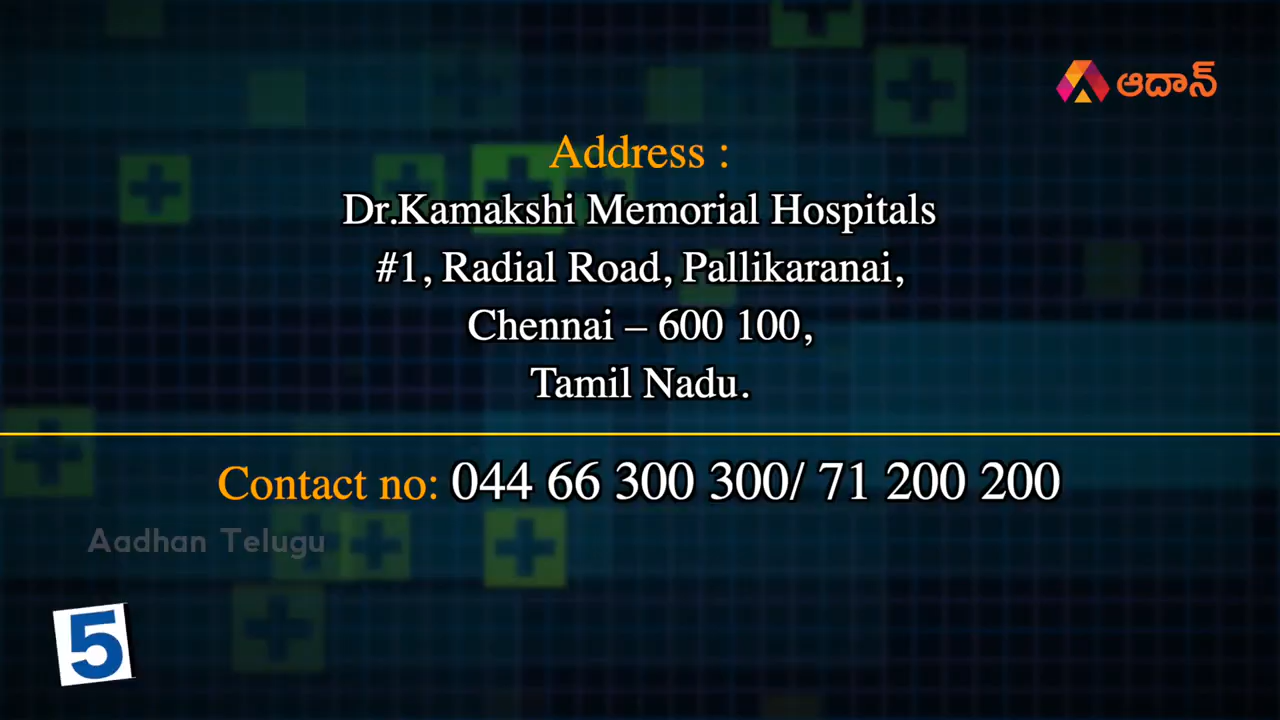 ఆదాన్
Address :
Dr.Kamakshi Memorial Hospitals
#1, Radial Road, Pallikaranai,
Chennai – 600 100,
Tamil Nadu.
Contact no: 044 66 300 300/ 71 200 200
Aadhan Telugu
5